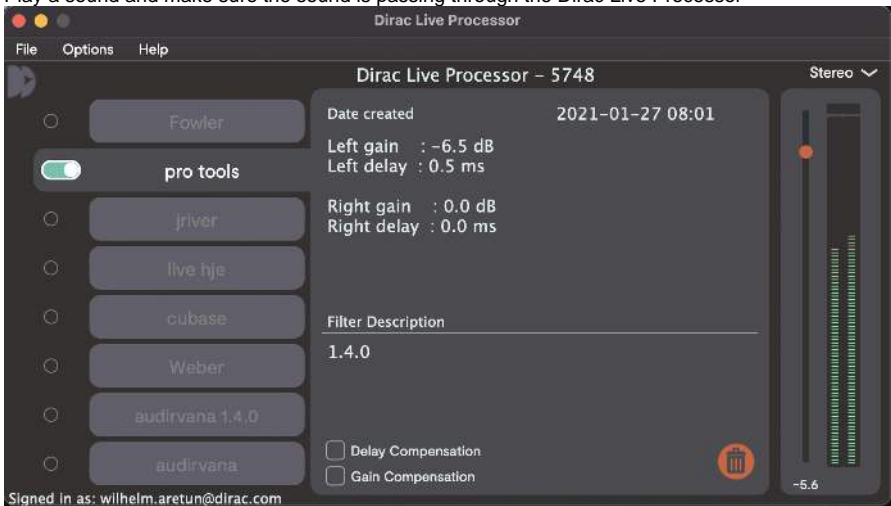 Play a sound and make sure the sound is passing through the Dirac Live Processor
Dirac Live Processor
File Options Help
Dirac Live Processor – 5748
Stereo
Fowler
pro tools
jriver
live hje
cubase
Weber
audirvana 1.4.0
audirvana
Date created 2021-01-27 08:01
Left gain : -6.5 dB
Left delay : 0.5 ms
Right gain : 0.0 dB
Right delay : 0.0 ms
Filter Description
1.4.0
Delay Compensation
Gain Compensation
-5.6
Signed in as: wilhelm.aretun@dirac.com